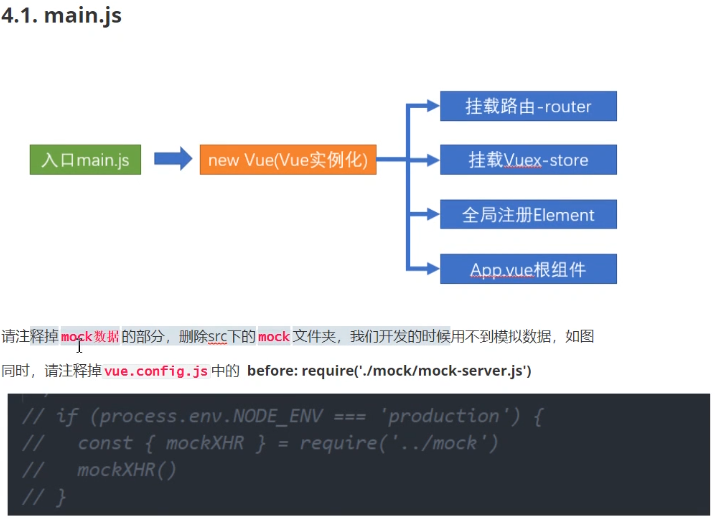 4.1. main.js
入口main.js
new Vue(Vue实例化)
挂载路由-router
挂载Vuex-store
全局注册Element
App.vue根组件
请注释掉mock数据的部分，删除src下的mock文件夹，我们开发的时候用不到模拟数据，如图
同时，请注释掉vue.config.js中的 before: require('./mock/mock-server.js')
// if (process.env.NODE_ENV === 'production') {
//   const { mockXHR } = require('../mock')
//   mockXHR()
// }